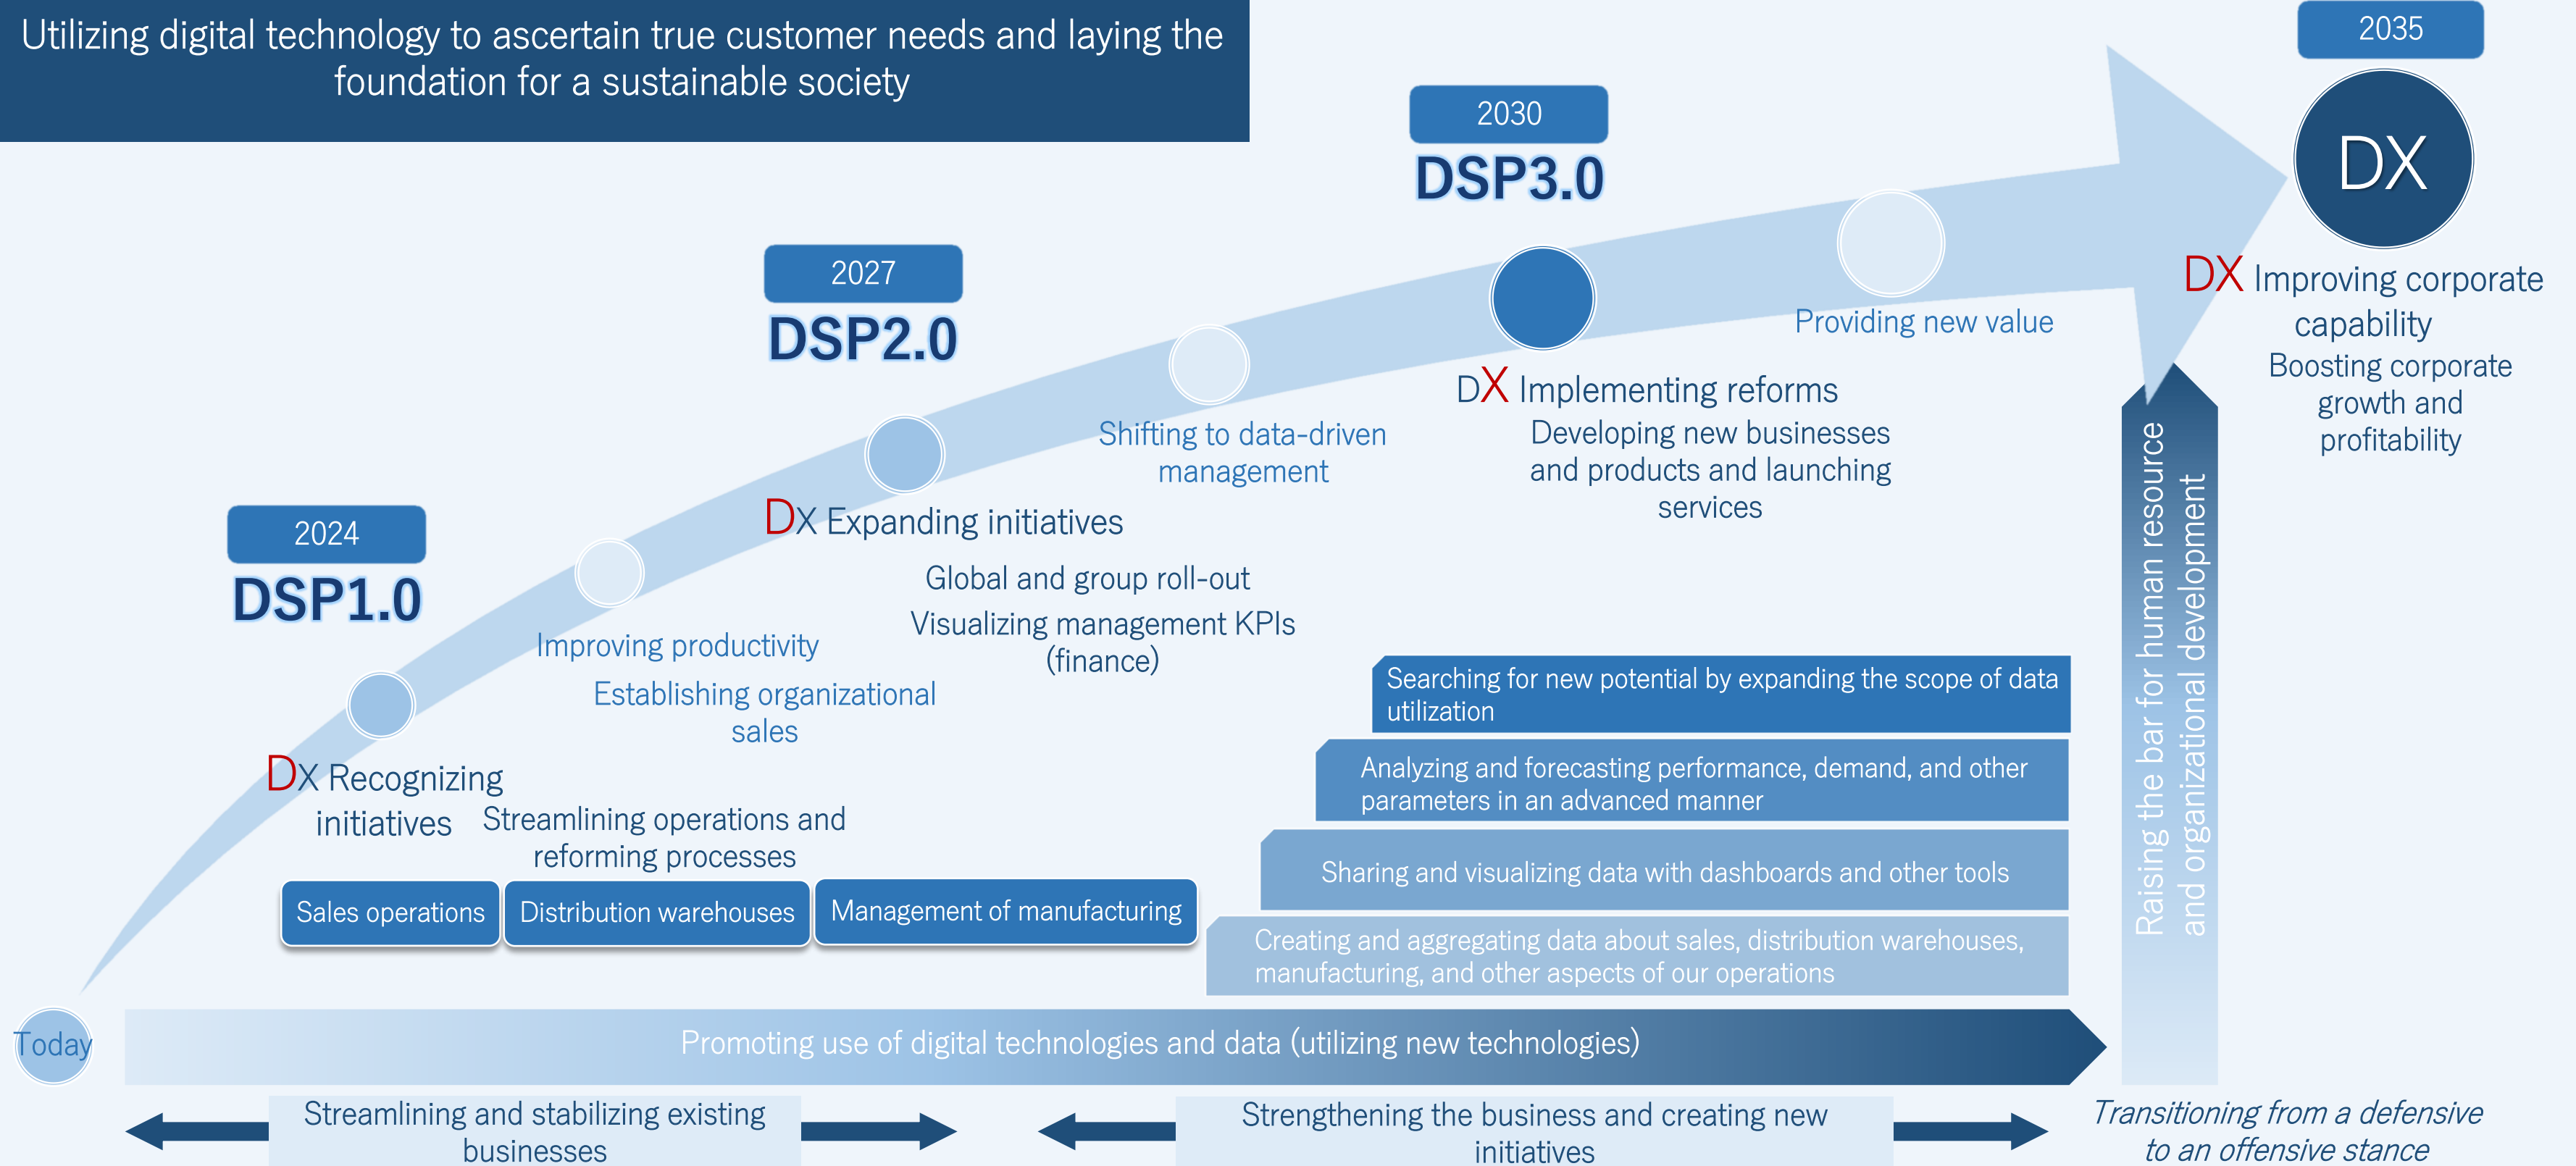 Utilizing digital technology to ascertain true customer needs and laying the
foundation for a sustainable society
2035
DX
DX Improving corporate
capability
Boosting corporate
growth and
profitability
2030
DSP3.0
Providing new value
DX Implementing reforms
Developing new businesses
and products and launching
services
2027
DSP2.0
Shifting to data-driven
management
DX Expanding initiatives
Global and group roll-out
Visualizing management KPIs
(finance)
2024
DSP1.0
Improving productivity
Establishing organizational
sales
DX Recognizing
initiatives
Streamlining operations and
reforming processes
Sales operations
Distribution warehouses
Management of manufacturing
Searching for new potential by expanding the scope of data
utilization
Analyzing and forecasting performance, demand, and other
parameters in an advanced manner
Sharing and visualizing data with dashboards and other tools
Creating and aggregating data about sales, distribution warehouses,
manufacturing, and other aspects of our operations
Raising the bar for human resource
and organizational development
Today
Promoting use of digital technologies and data (utilizing new technologies)
Streamlining and stabilizing existing
businesses
Strengthening the business and creating new
initiatives
Transitioning from a defensive
to an offensive stance